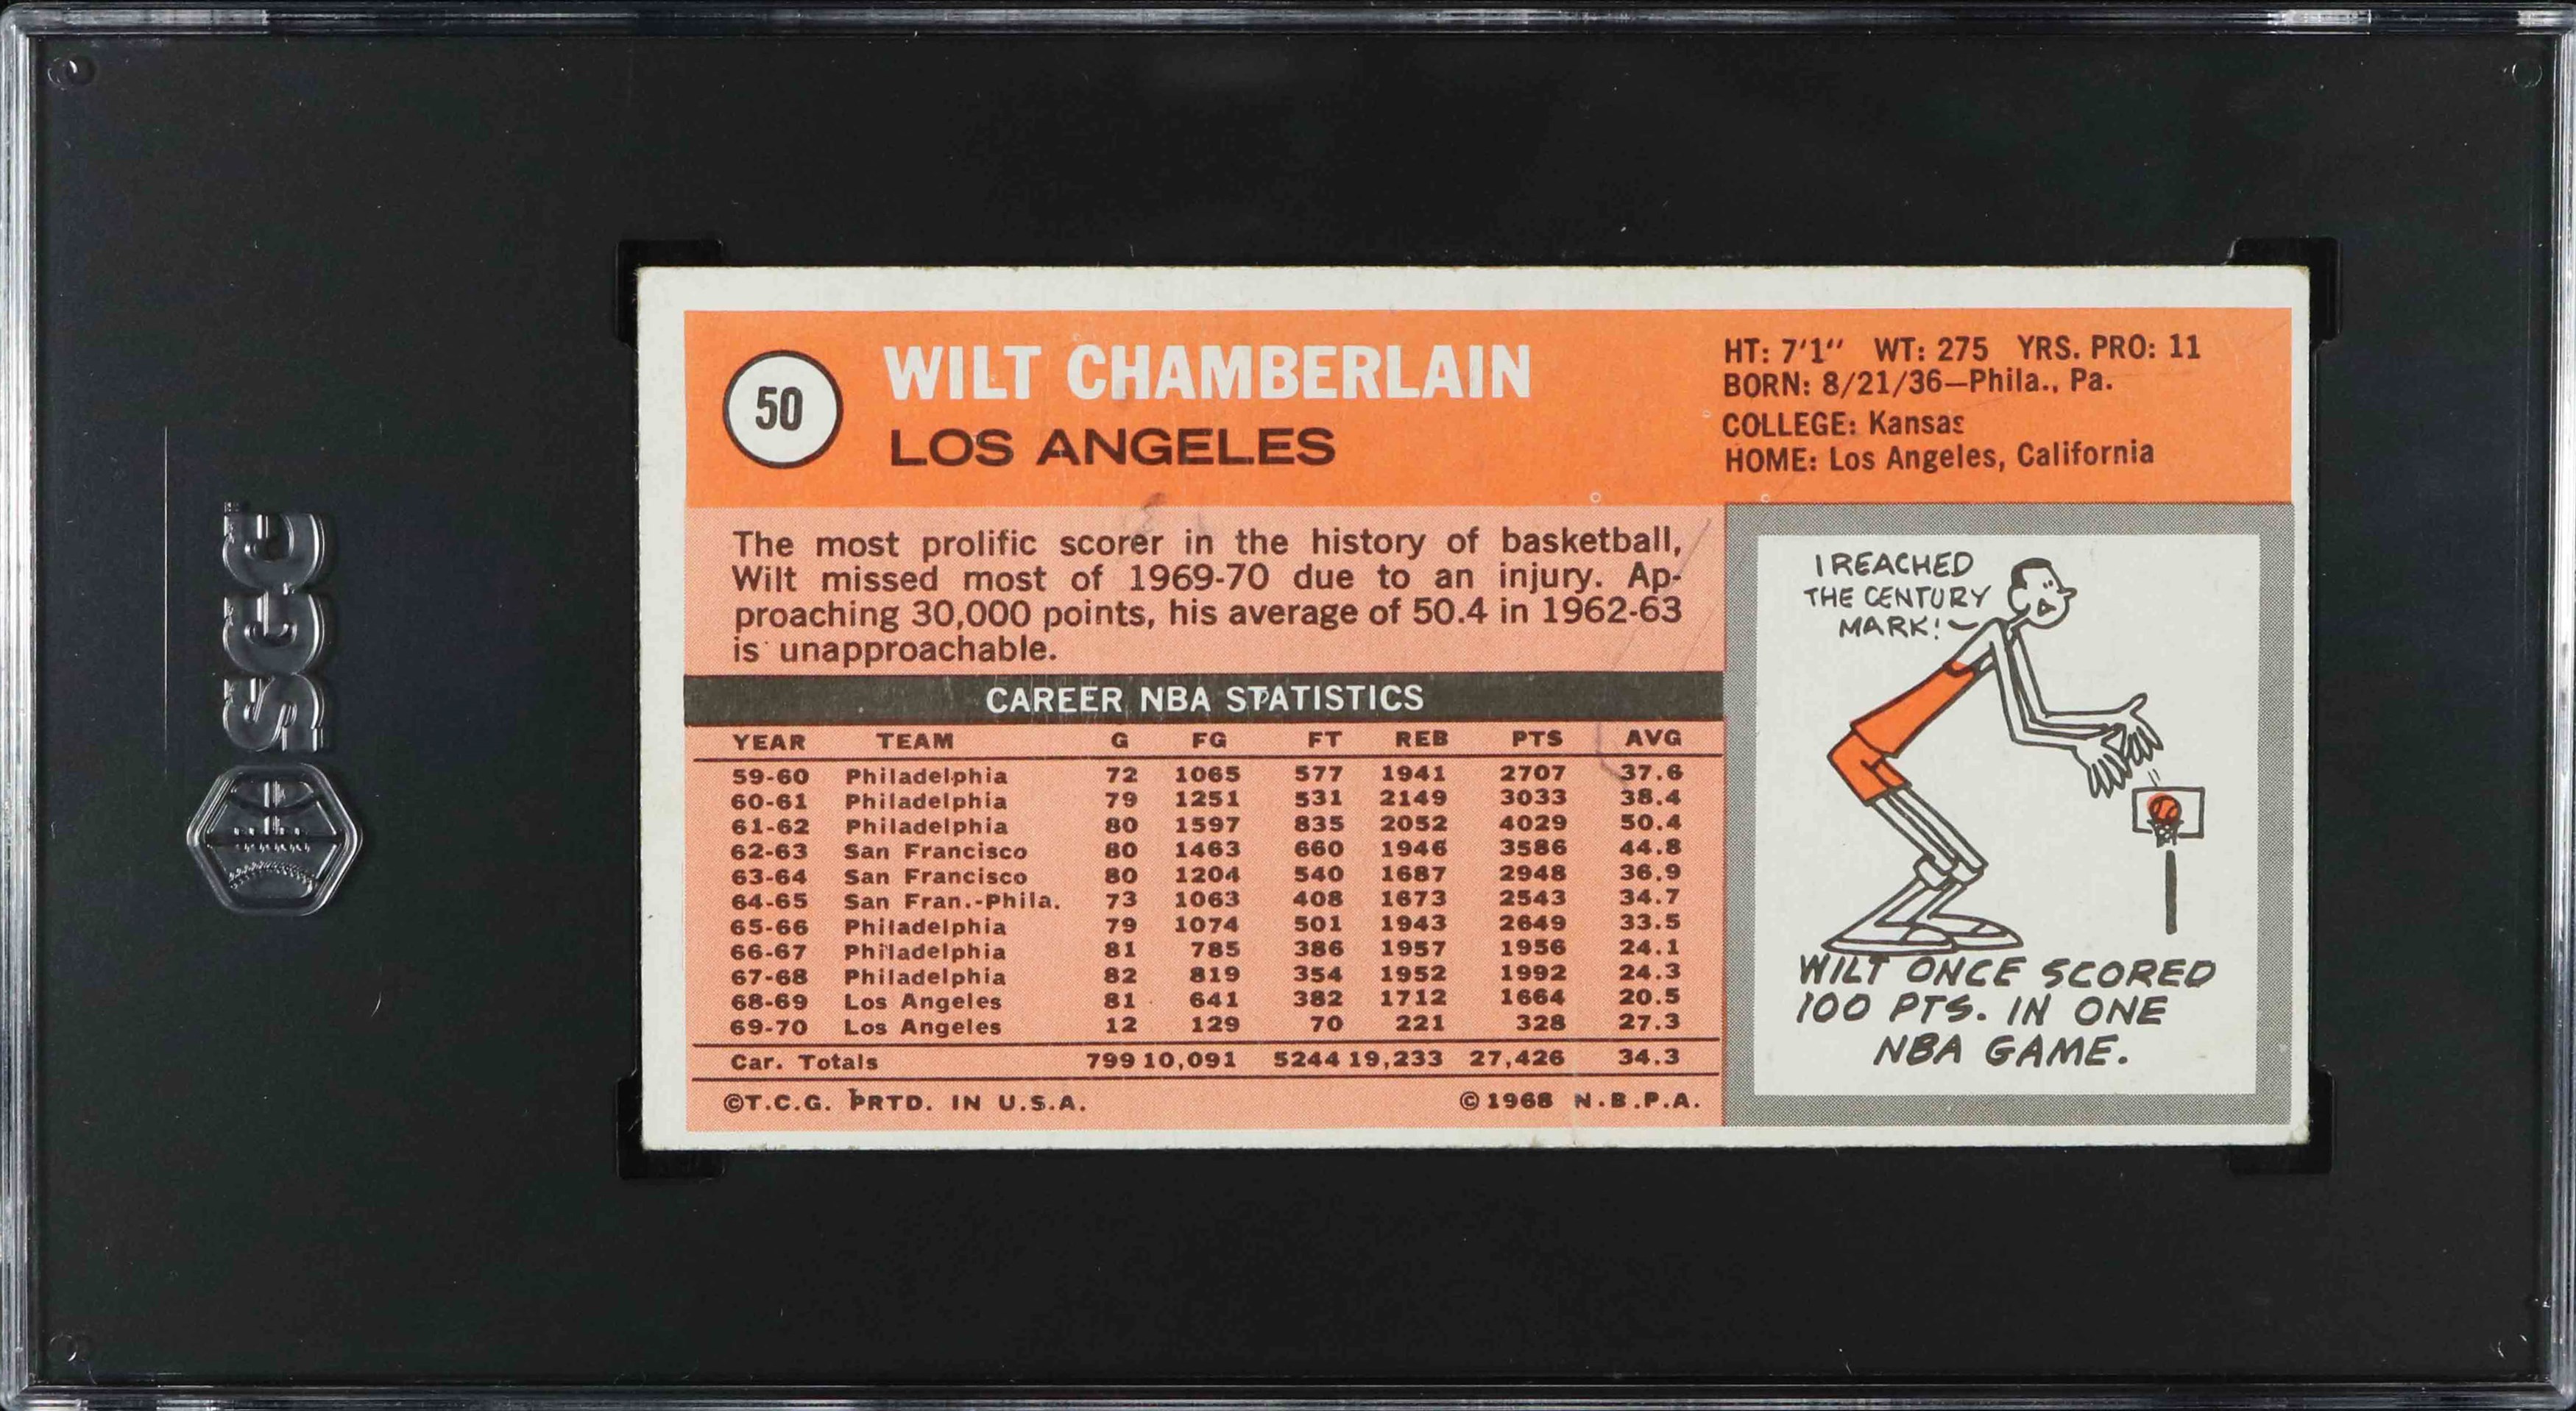 SGC
50
WILT CHAMBERLAIN
LOS ANGELES
HT: 7'1" WT: 275 YRS. PRO: 11
BORN: 8/21/36—Phila., Pa.
COLLEGE: Kansas
HOME: Los Angeles, California
The most prolific scorer in the history of basketball,
Wilt missed most of 1969-70 due to an injury. Ap-
proaching 30,000 points, his average of 50.4 in 1962-63
is unapproachable.
CAREER NBA STATISTICS
YEAR TEAM G FG FT REB PTS AVG
59-60 Philadelphia 72 1065 577 1941 2707 37.6
60-61 Philadelphia 79 1251 531 2149 3033 38.4
61-62 Philadelphia 80 1597 835 2052 4029 50.4
62-63 San Francisco 80 1463 660 1946 3586 44.8
63-64 San Francisco 80 1204 540 1687 2948 36.9
64-65 San Fran.-Phila. 73 1063 408 1673 2543 34.7
65-66 Philadelphia 79 1074 501 1943 2649 33.5
66-67 Philadelphia 81 785 386 1957 1956 24.1
67-68 Philadelphia 82 819 354 1952 1992 24.3
68-69 Los Angeles 81 641 382 1712 1664 20.5
69-70 Los Angeles 12 129 70 221 328 27.3
Car. Totals 799 10,091 5244 19,233 27,426 34.3
©T.C.G. PRTD. IN U.S.A.
©1968 N.B.P.A.
I REACHED
THE CENTURY
MARK!
WILT ONCE SCORED
100 PTS. IN ONE
NBA GAME.